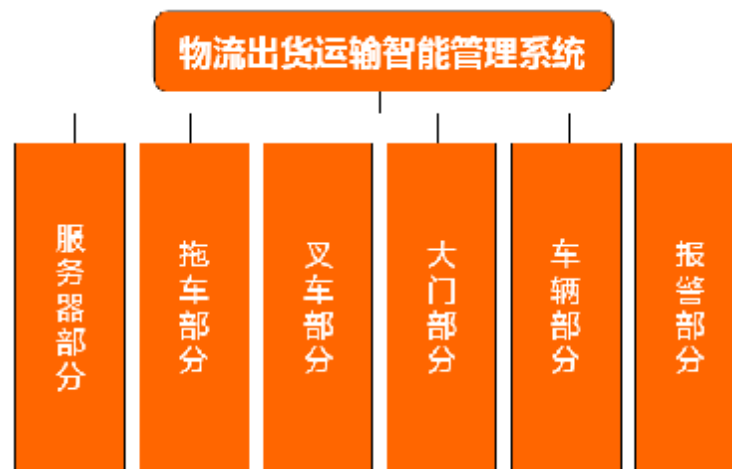 物流出货运输智能管理系统
服务器部分
拖车部分
叉车部分
大门部分
车辆部分
报警部分